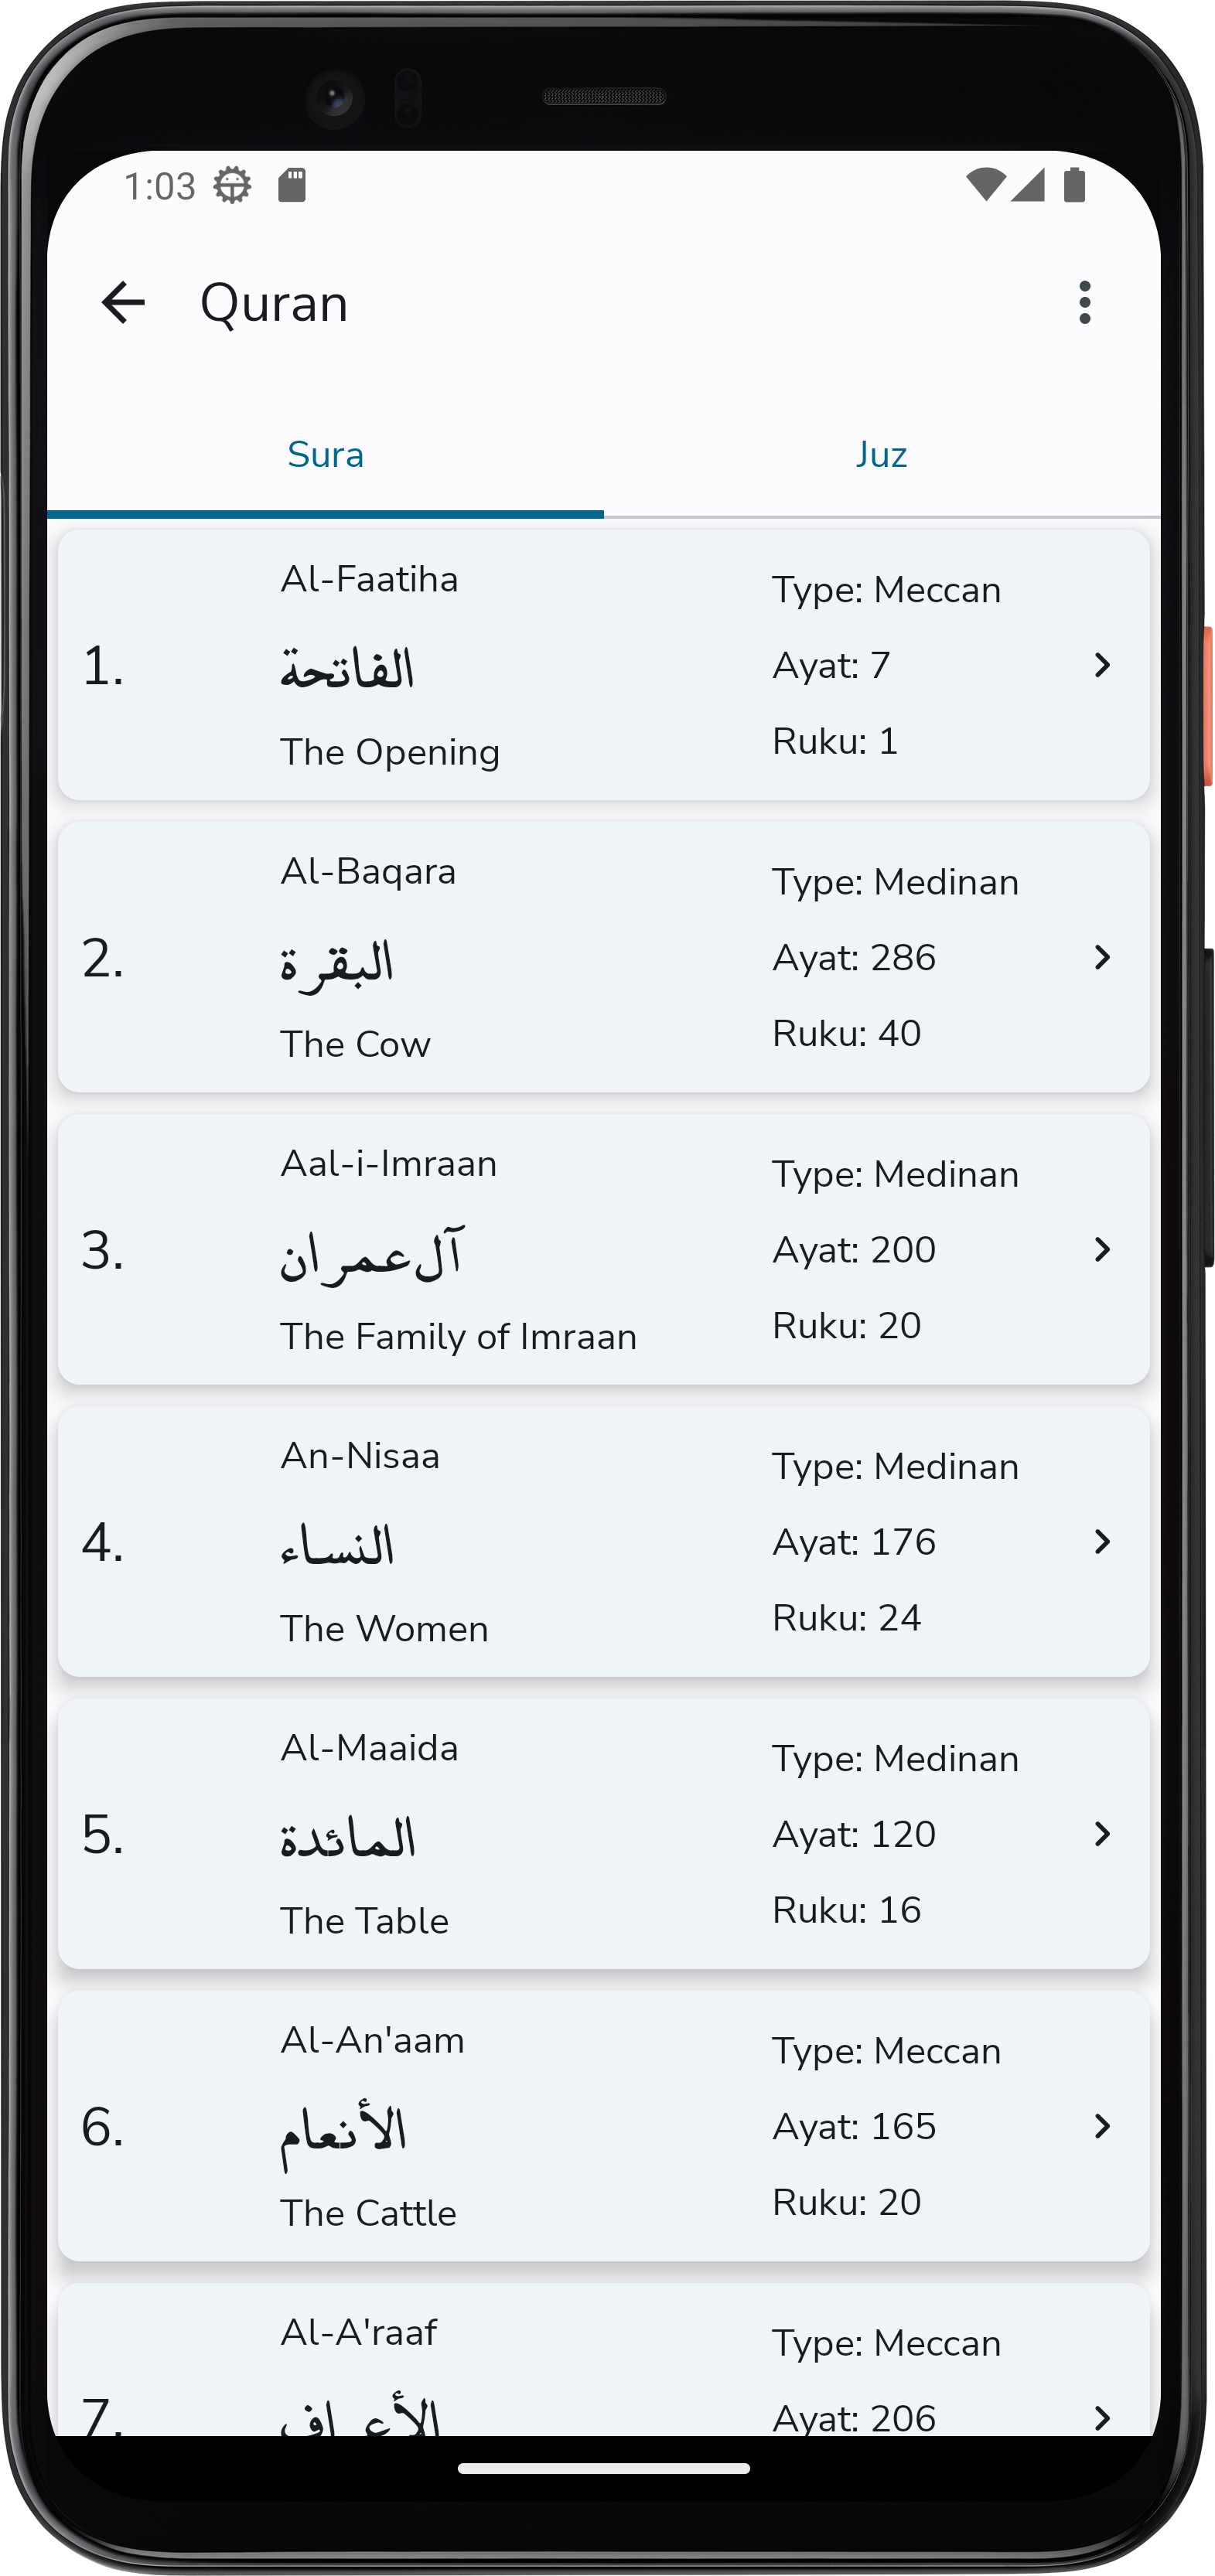 1:03
Quran
Sura
Juz
1.
Al-Faatiha
الفاتحة
The Opening
Type: Meccan
Ayat: 7
Ruku: 1
2.
Al-Baqara
البقرة
The Cow
Type: Medinan
Ayat: 286
Ruku: 40
3.
Aal-i-Imraan
آل عمران
The Family of Imraan
Type: Medinan
Ayat: 200
Ruku: 20
4.
An-Nisaa
النساء
The Women
Type: Medinan
Ayat: 176
Ruku: 24
5.
Al-Maaida
المائدة
The Table
Type: Medinan
Ayat: 120
Ruku: 16
6.
Al-An'aam
الأنعام
The Cattle
Type: Meccan
Ayat: 165
Ruku: 20
7.
Al-A'raaf
الأعراف
Type: Meccan
Ayat: 206